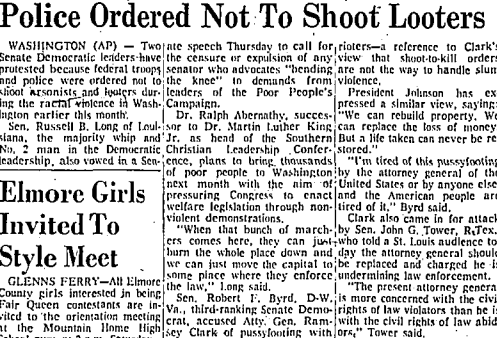 Police Ordered Not To Shoot Looters
WASHINGTON (AP) — Two
Senate Democratic leaders have
protested because federal troops
and police were ordered not to
shoot arsonists and looters dur-
ing the racial violence in Wash-
ington earlier this month.
Sen. Russell B. Long of Loui-
siana, the majority whip and
No. 2 man in the Democratic
leadership, also vowed in a Sen-
ate speech Thursday to call for
the censure or expulsion of any
senator who advocates "bending
the knee" to demands from
leaders of the Poor People's
Campaign.
Dr. Ralph Abernathy, succes-
sor to Dr. Martin Luther King
Jr. as head of the Southern
Christian Leadership Confer-
ence, plans to bring thousands
of poor people to Washington
next month with the aim of
pressuring Congress to enact
welfare legislation through non-
violent demonstrations.
"When that bunch of march-
ers comes here, they can just
burn the whole place down and
we can just move the capital to
some place where they enforce
the law," Long said.
Sen. Robert F. Byrd, D-W.
Va., third-ranking Senate Demo-
crat, accused Atty. Gen. Ram-
sey Clark of pussyfooting with
rioters—a reference to Clark's
view that shoot-to-kill orders
are not the way to handle slum
violence.
President Johnson has ex-
pressed a similar view, saying:
"We can rebuild property. We
can replace the loss of money.
But a life taken can never be re-
stored."
"I'm tired of this pussyfooting
by the attorney general of the
United States or by anyone else
and the American people are
tired of it," Byrd said.
Clark also came in for attack
by Sen. John G. Tower, R-Tex.,
who told a St. Louis audience to-
day the attorney general should
be replaced and charged he is
undermining law enforcement.
"The present attorney general
is more concerned with the civil
rights of law violators than he is
with the civil rights of law abid-
ors," Tower said.
Elmore Girls
Invited To
Style Meet
GLENNS FERRY—All Elmore
County girls interested in being
Fair Queen contestants are in-
vited to the orientation meeting
at the Mountain Home High